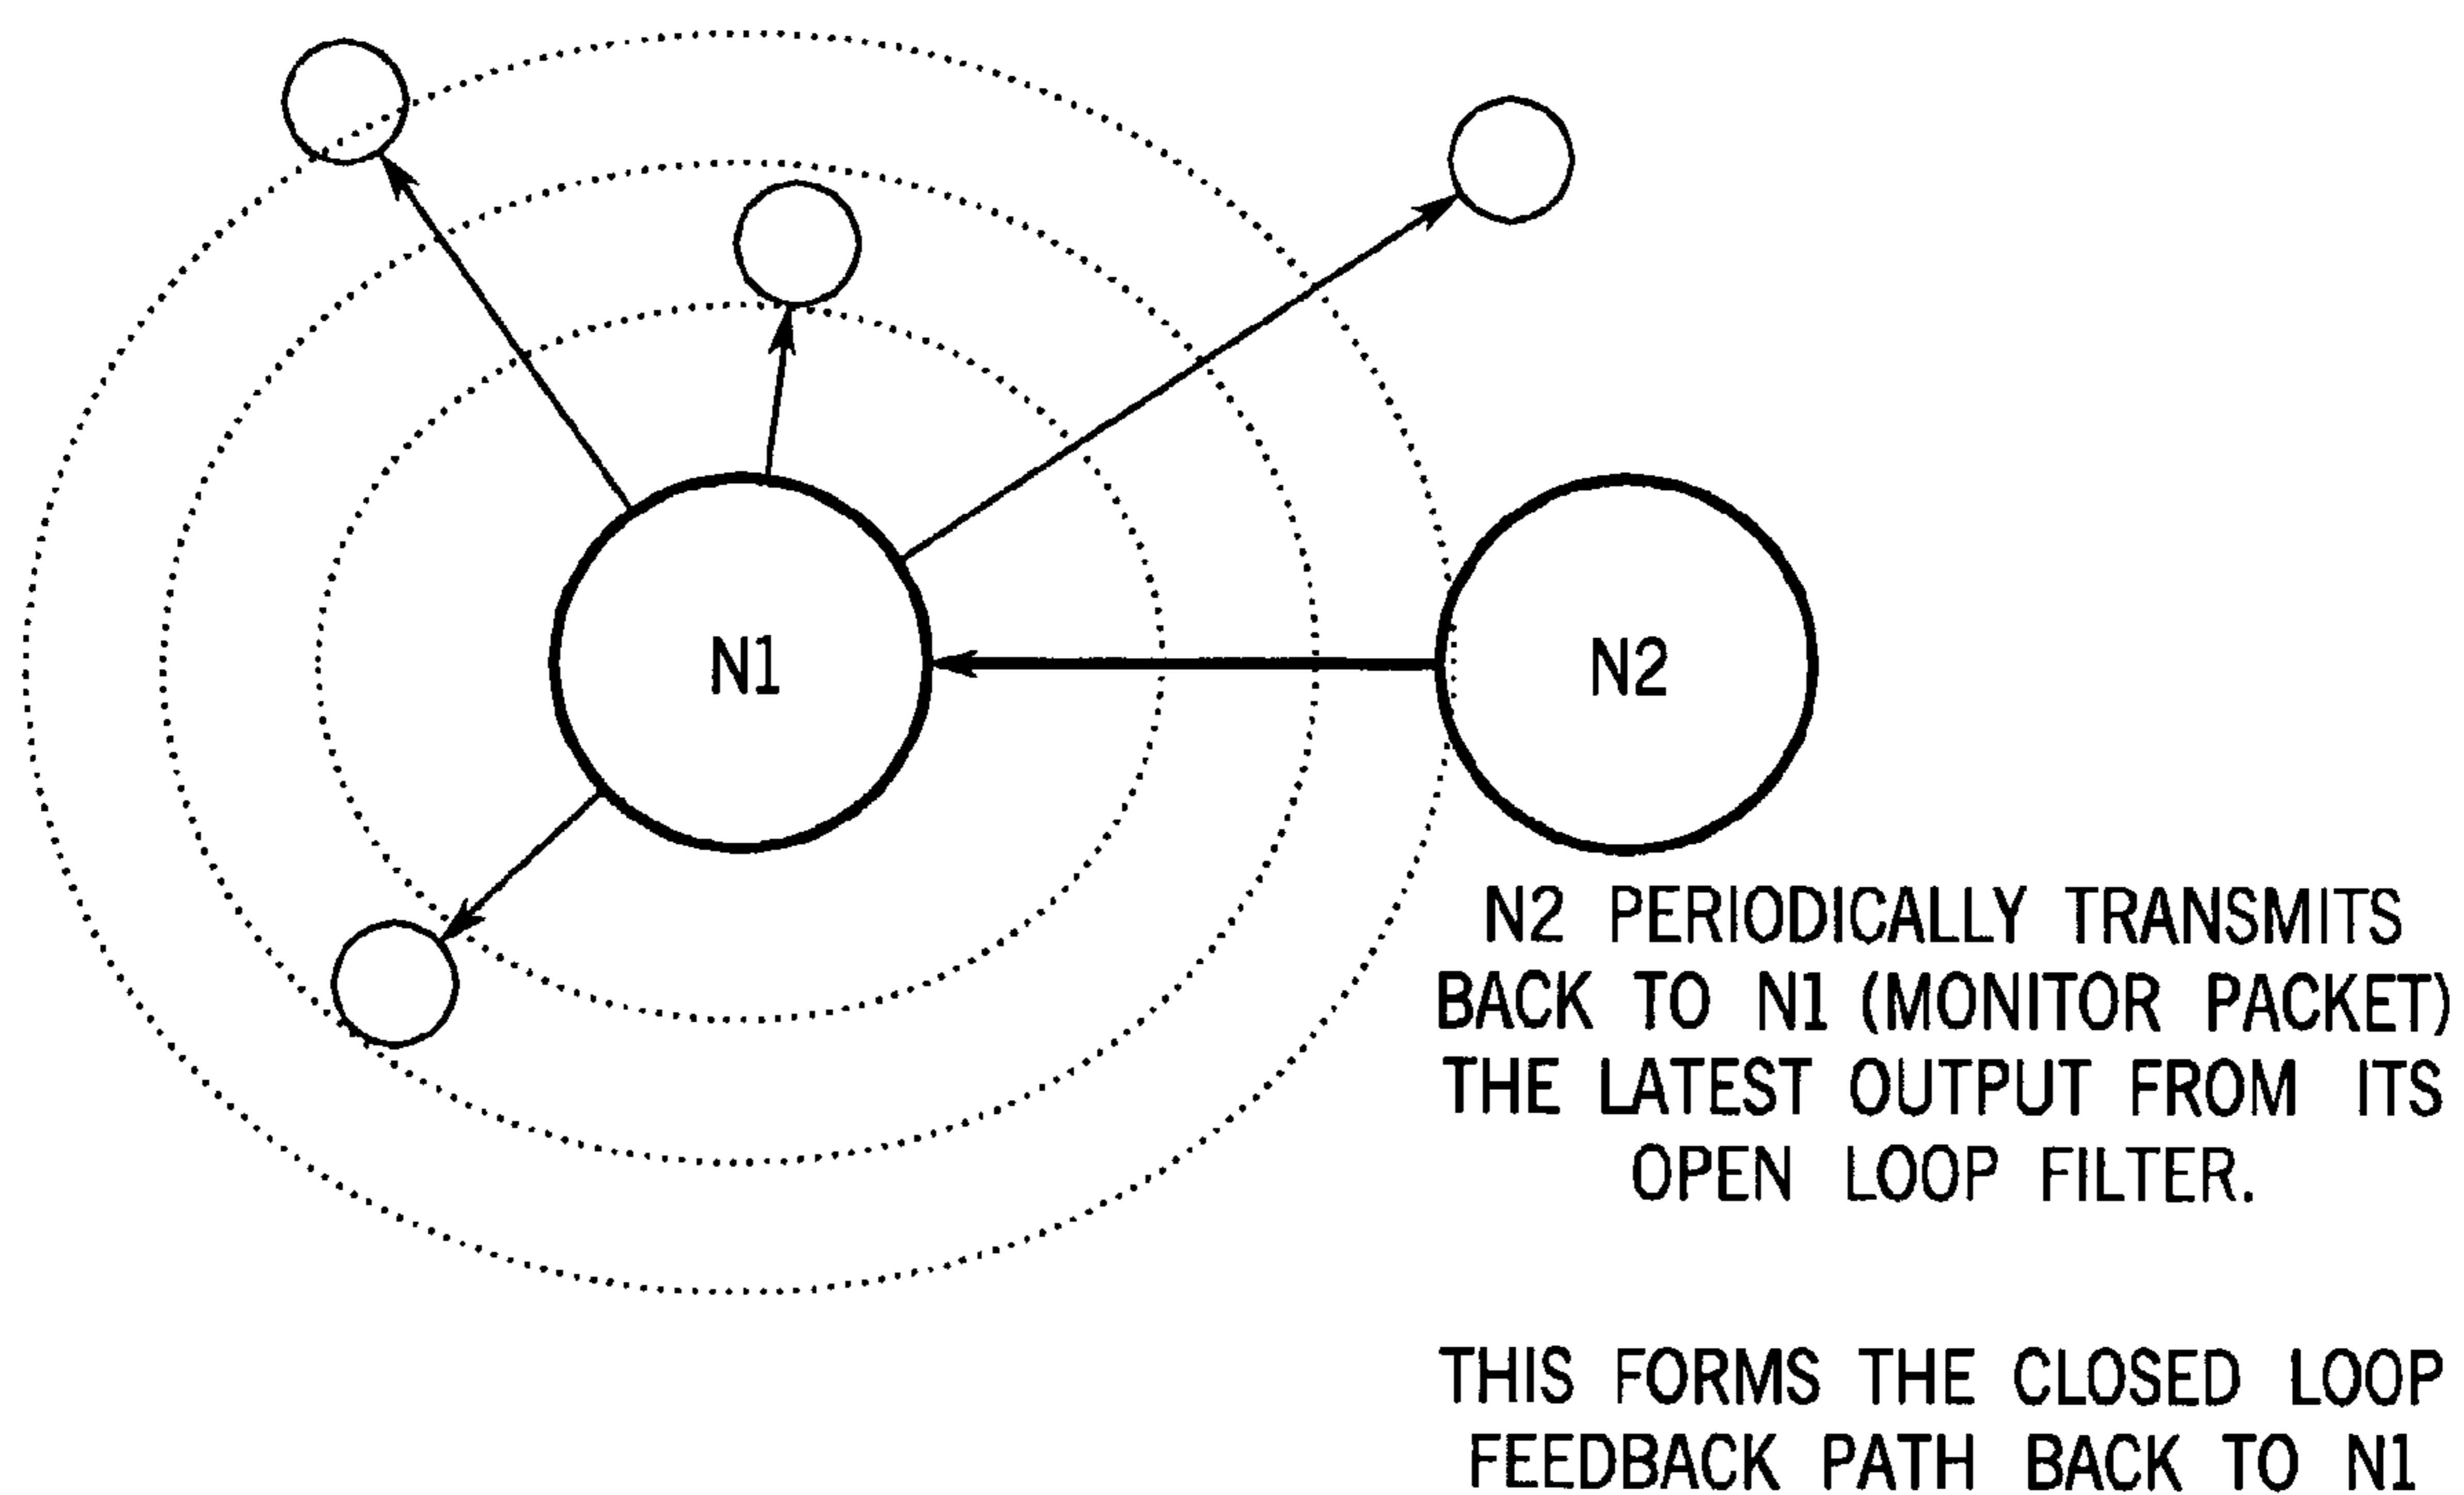 N1
N2
N2 PERIODICALLY TRANSMITS
BACK TO N1 (MONITOR PACKET)
THE LATEST OUTPUT FROM ITS
OPEN LOOP FILTER.
THIS FORMS THE CLOSED LOOP
FEEDBACK PATH BACK TO N1